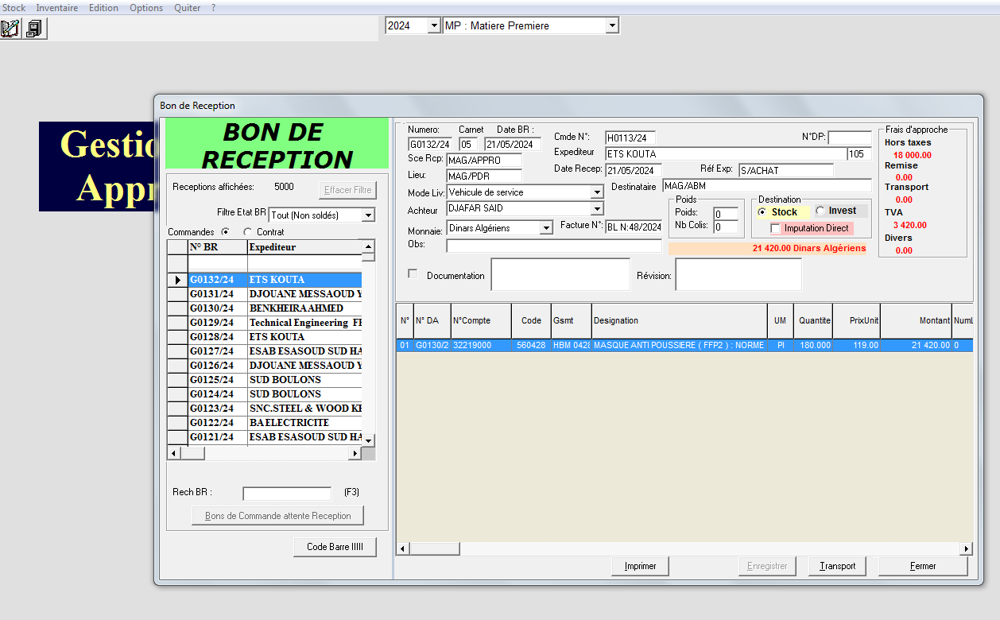 Stock Inventaire Edition Options Quiter ?
2024 MP : Matiere Premiere
Bon de Reception
BON DE
RECEPTION
Receptions affichées: 5000 Effacer Filtre
Filtre Etat BR Tout (Non soldés)
Commandes Contrat
N° BR Expediteur
G0132/24 ETS KOUTA
G0131/24 DJOUANE MESSAOUD Y
G0130/24 BENKHEIRA AHMED
G0129/24 Technical Engineering
G0128/24 ETS KOUTA
G0127/24 ESAB ESASOUD SUD HA
G0126/24 DJOUANE MESSAOUD Y
G0125/24 SUD BOULONS
G0124/24 SUD BOULONS
G0123/24 SNC.STEEL & WOOD
G0122/24 BA ELECTRICITE
G0121/24 ESAB ESASOUD SUD HA
Rech BR : (F3)
Bons de Commande attente Reception
Code Barre IIIII
Numero: Carnet Date BR :
G0132/24 05 21/05/2024
Sce Rcp: MAG/APPRO
Lieu: MAG/PDR
Mode Liv: Vehicule de service
Achteur DJAFAR SAID
Monnaie: Dinars Algériens Facture N°: BL N:48/2024
Obs:
Documentation Révision:
Cmde N°: H0113/24 N°DP:
Expediteur ETS KOUTA 105
Date Recep: 21/05/2024 Réf Exp: S/ACHAT
Destinataire MAG/ABM
Poids
Poids: 0
Nb Colis: 0
Destination
Stock Invest
Imputation Direct
21 420.00 Dinars Algériens
Frais d'approche
Hors taxes
18 000.00
Remise
0.00
Transport
0.00
TVA
3 420.00
Divers
0.00
N° N° DA N°Compte Code Gsmt Designation UM Quantite PrixUnit Montant
01 G0130/2 32219000 560428 HBM 0428 MASQUE ANTI POUSSIERE ( FFP2 ) : NORME PI 180.000 119.00 21 420.00 0
Imprimer Enregistrer Transport Fermer